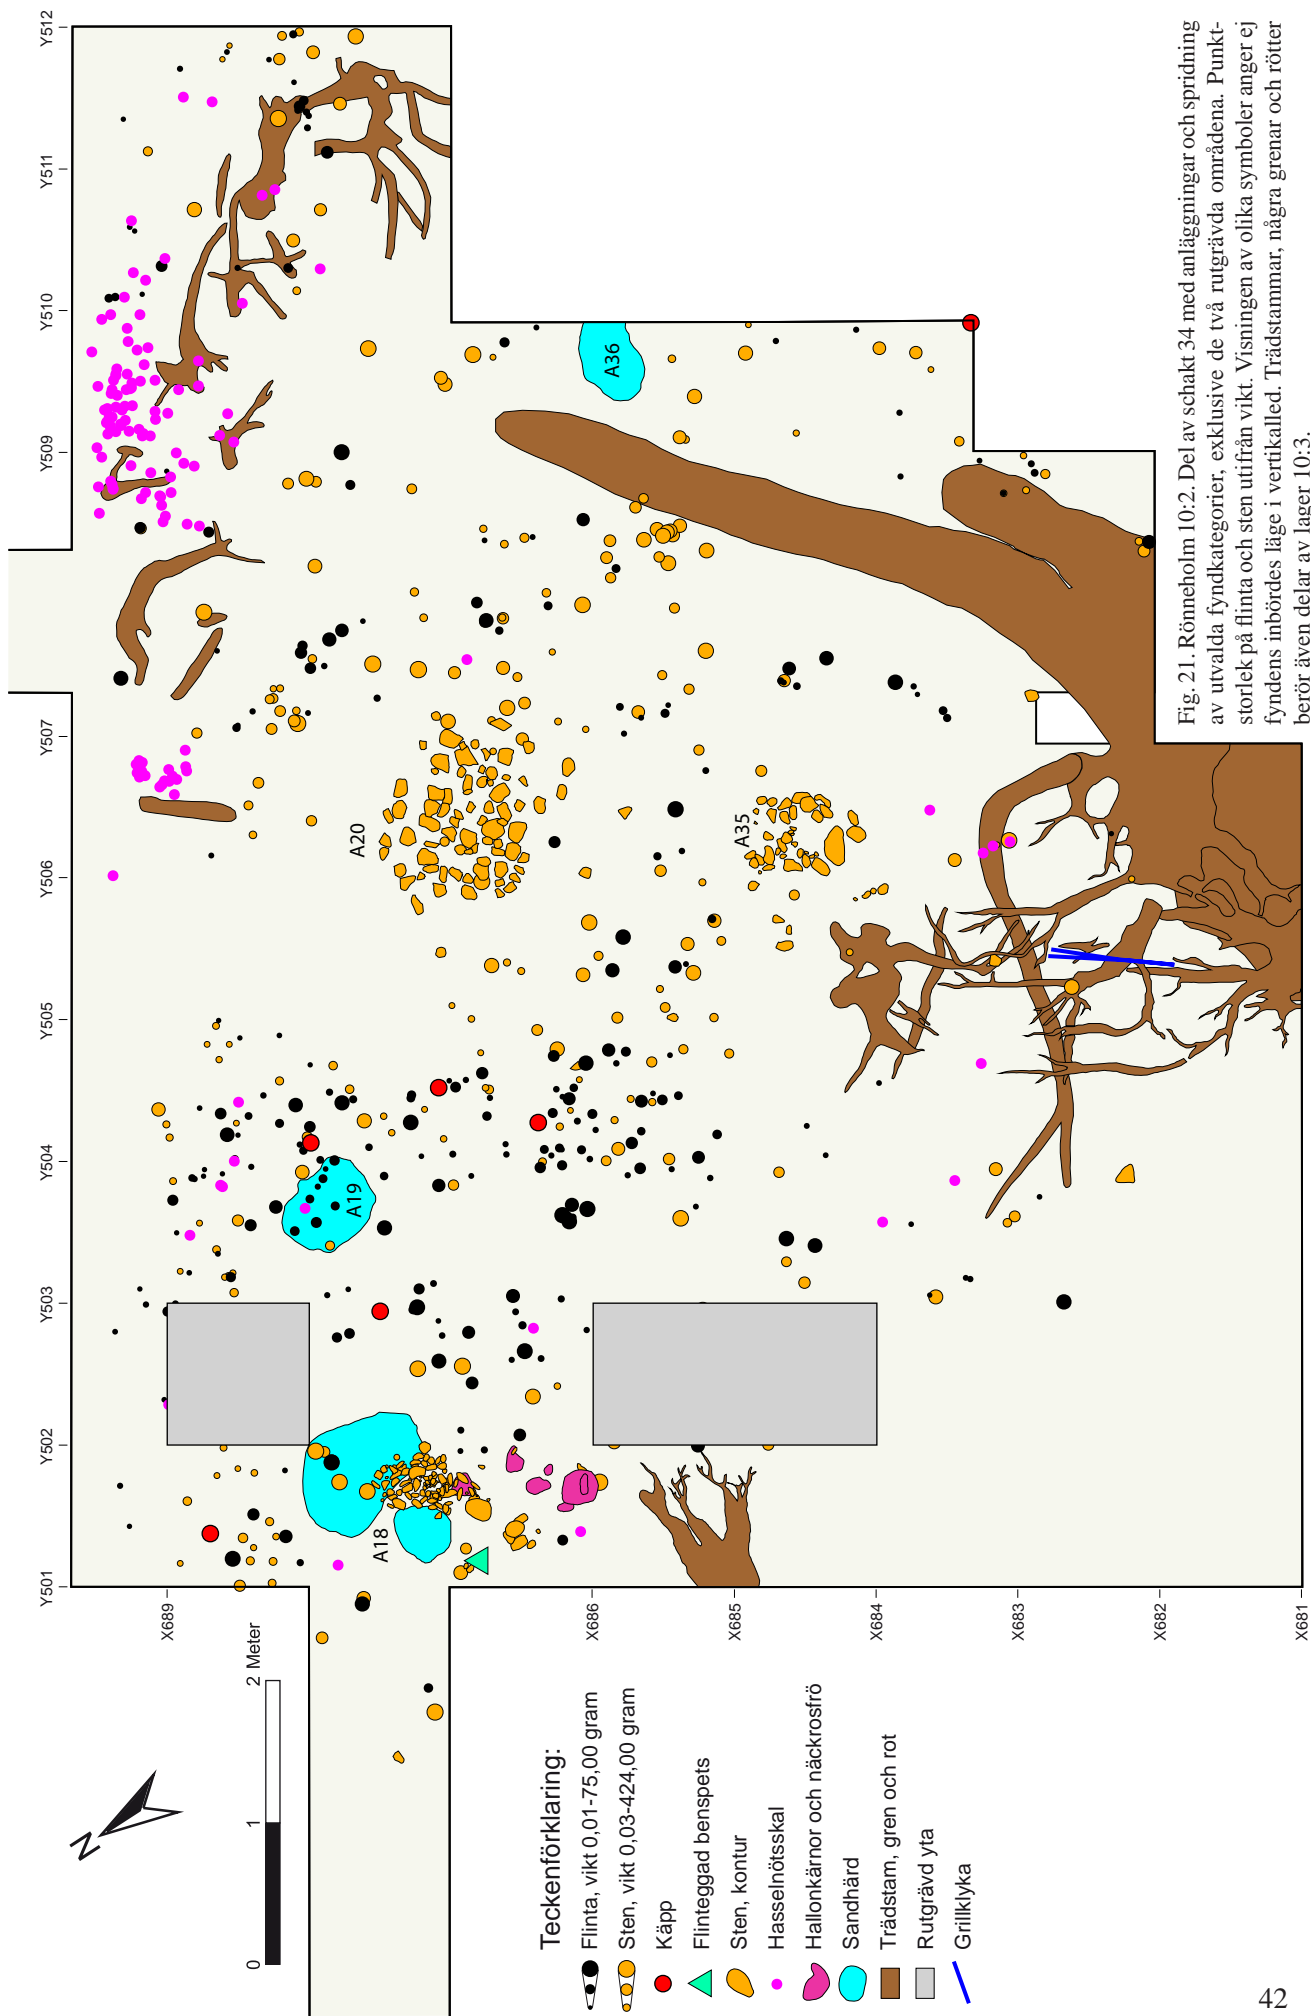 Y501
Y502
Y503
Y504
Y505
Y506
Y507
Y509
Y510
Y511
Y512
X689
X686
X685
X684
X683
X682
X681
A18
A19
A20
A35
A36
N
0
1
2 Meter
Teckenförklaring:
Flinta, vikt 0,01-75,00 gram
Sten, vikt 0,03-424,00 gram
Käpp
Flinteggad benspets
Sten, kontur
Hasselnötsskal
Hallonkärnor och näckrosfrö
Sandhärd
Trädstam, gren och rot
Rutgrävd yta
Grillklyka
Fig. 21. Rönneholm 10:2. Del av schakt 34 med anläggningar och spridning
av utvalda fyndkategorier, exklusive de två rutgrävda områdena. Punkt-
storlek på flinta och sten utifrån vikt. Visningen av olika symboler anger ej
fyndens inbördes läge i vertikalled. Trädstammar, några grenar och rötter
berör även delar av lager 10:3.
42